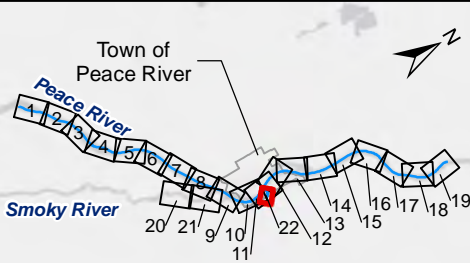 Town of
Peace River
N
Peace River
1 2 3 4 5 6 7 8
Smoky River
20 21 9 10 11 22 12 13 14 15 16 17 18 19